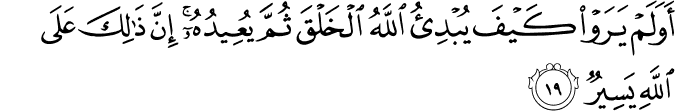 أَوَلَمْ يَرَوْا۟ كَيْفَ يُبْدِئُ ٱللَّهُ ٱلْخَلْقَ ثُمَّ يُعِيدُهُۥٓ ۚ إِنَّ ذَٰلِكَ عَلَى
ٱللَّهِ يَسِيرٌ ١٩